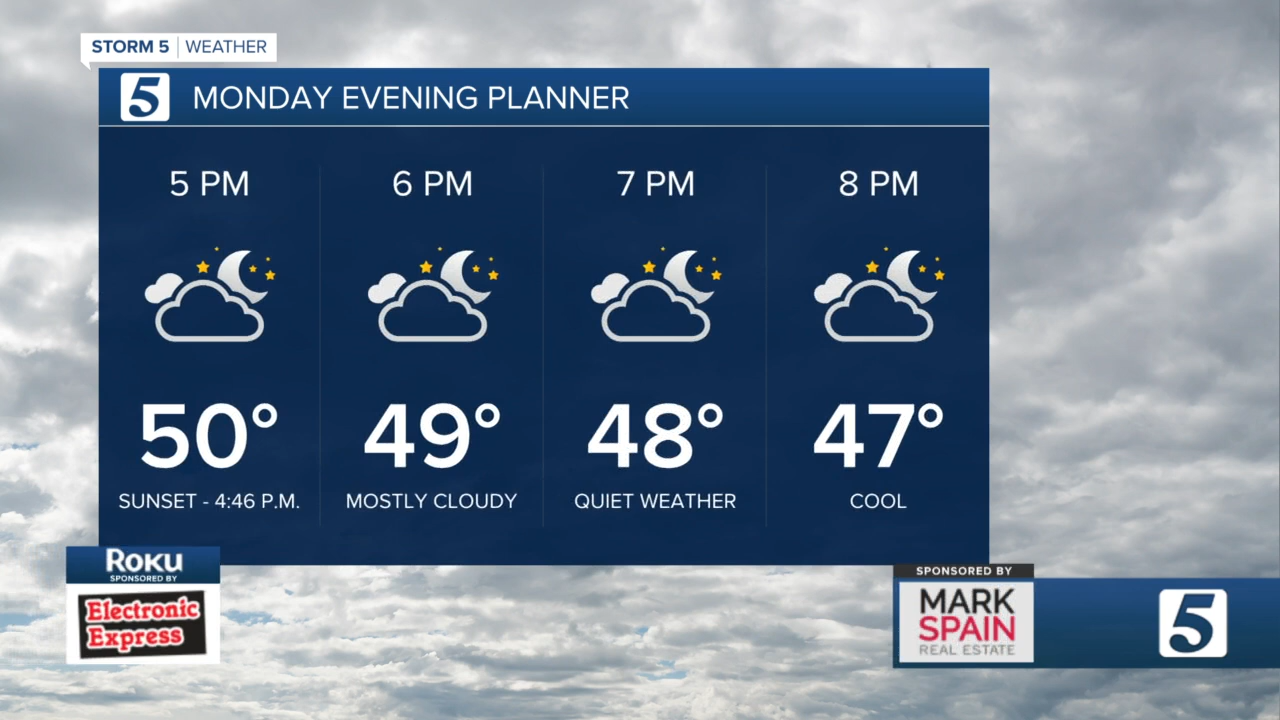 STORM 5 | WEATHER
5 MONDAY EVENING PLANNER
5 PM
6 PM
7 PM
8 PM
50°
49°
48°
47°
SUNSET - 4:46 P.M.
MOSTLY CLOUDY
QUIET WEATHER
COOL
ROKU
SPONSORED BY
Electronic
Express
SPONSORED BY
MARK
SPAIN
REAL ESTATE
5